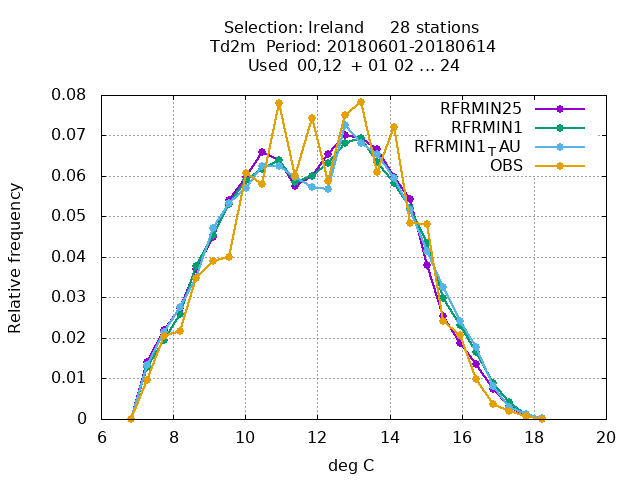 Selection: Ireland     28 stations
Td2m  Period: 20180601-20180614
Used  00,12  + 01 02 ... 24
Relative frequency
0.08
0.07
0.06
0.05
0.04
0.03
0.02
0.01
0
RFRMIN25
RFRMIN1
RFRMIN1┬AU
OBS
6 8 10 12 14 16 18 20
deg C